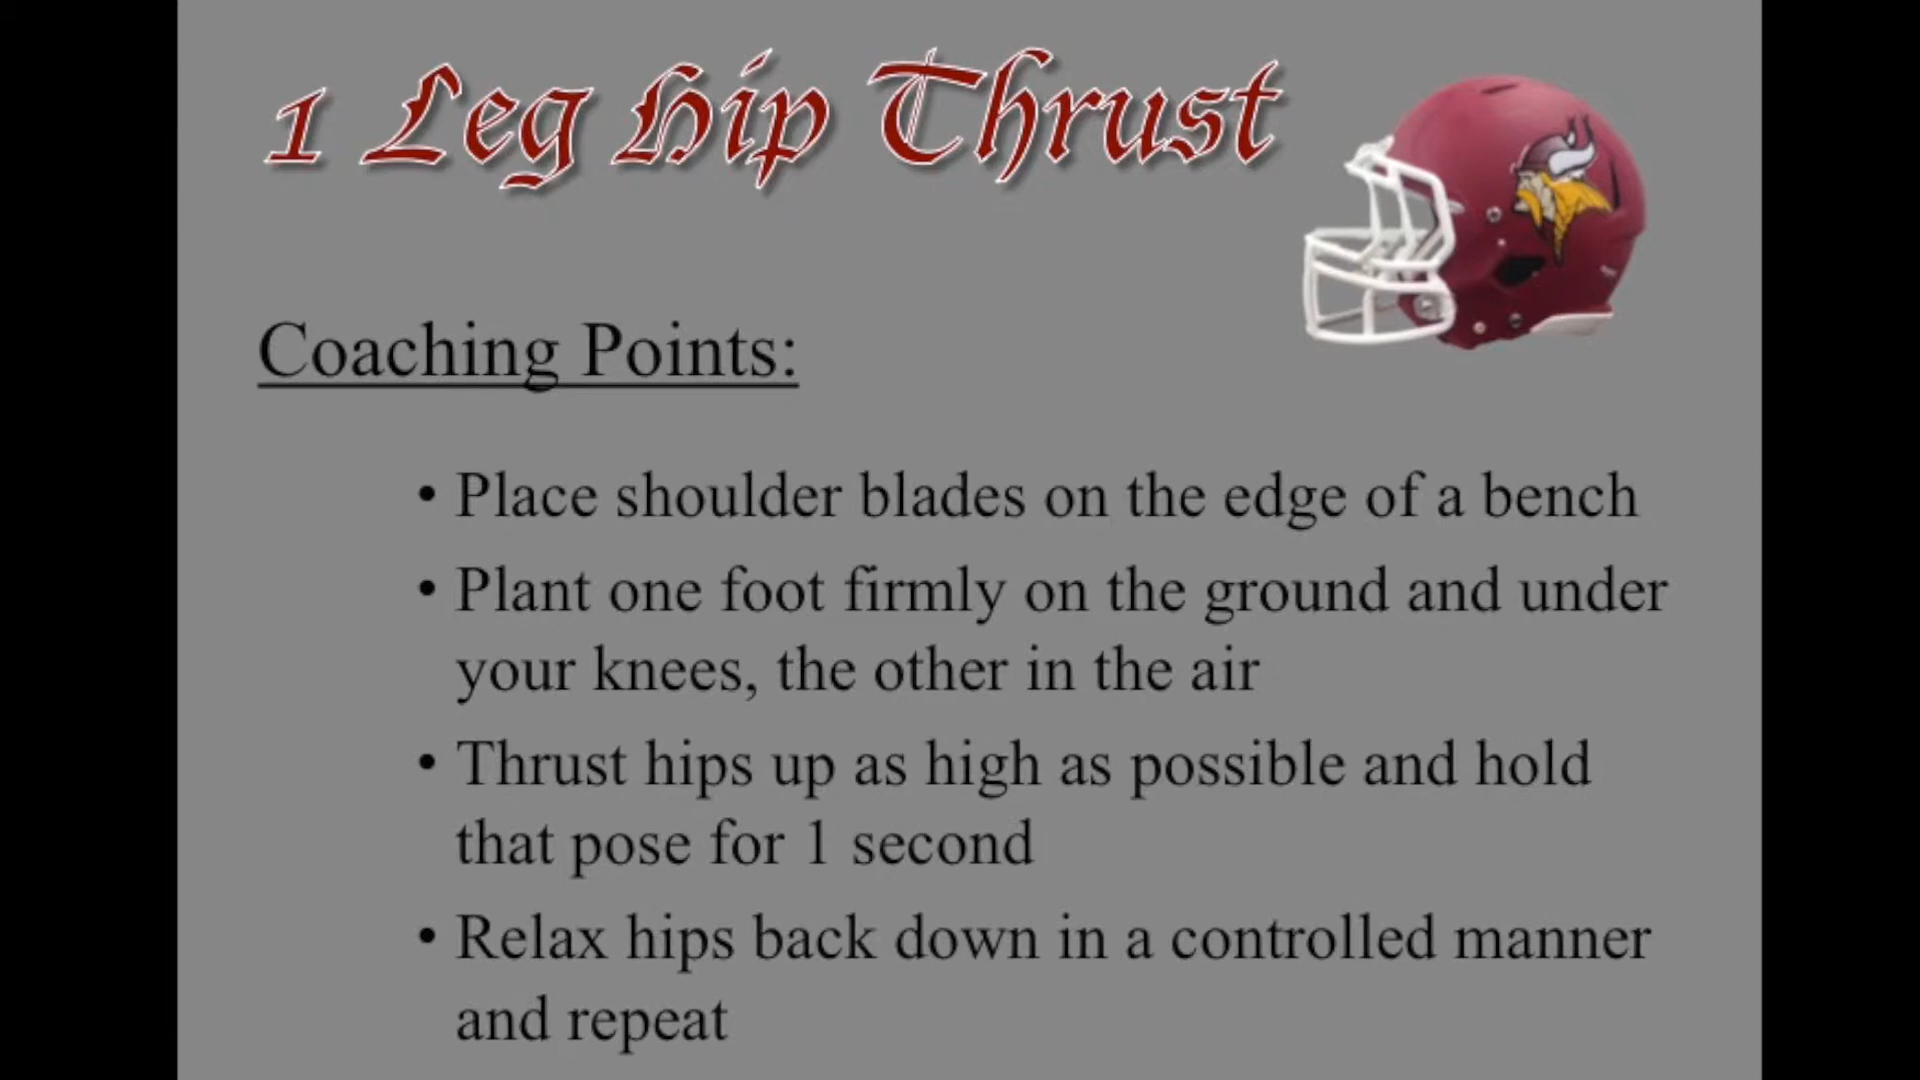 1 Leg Hip Thrust
Coaching Points:
• Place shoulder blades on the edge of a bench
• Plant one foot firmly on the ground and under
your knees, the other in the air
• Thrust hips up as high as possible and hold
that pose for 1 second
• Relax hips back down in a controlled manner
and repeat